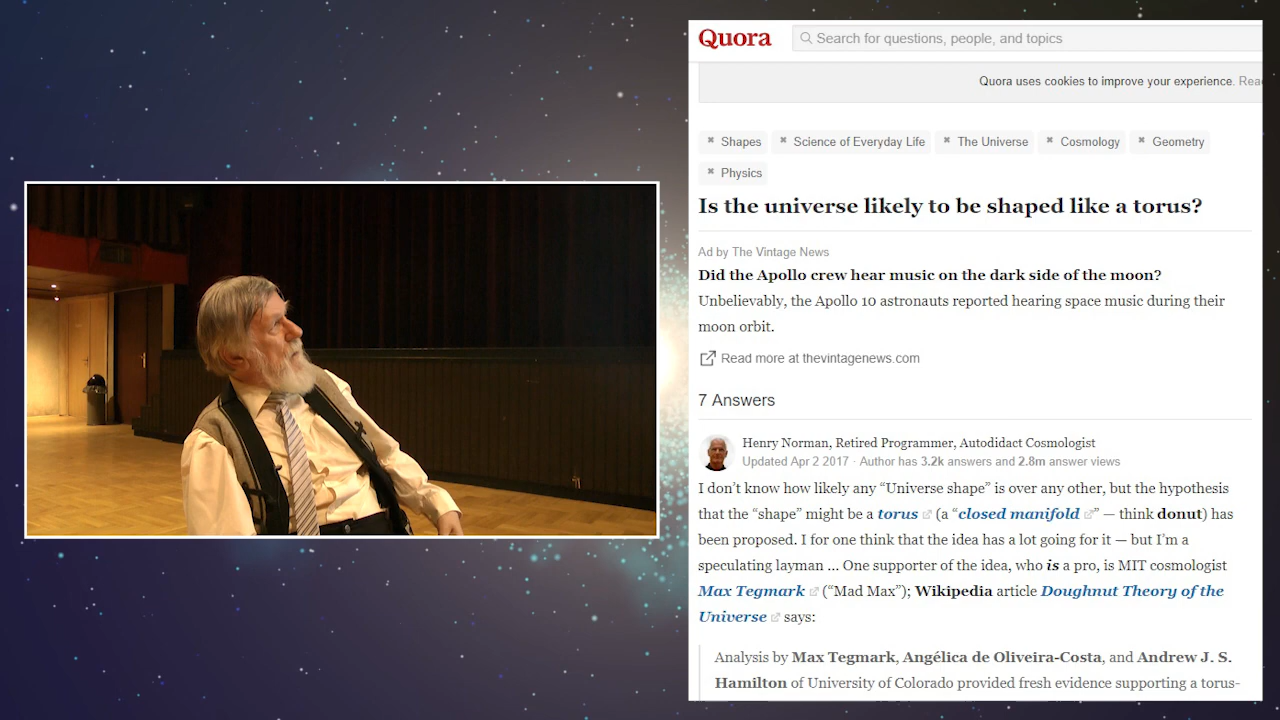 Quora
Search for questions, people, and topics
Quora uses cookies to improve your experience.
Shapes
Science of Everyday Life
The Universe
Cosmology
Geometry
Physics
Is the universe likely to be shaped like a torus?
Ad by The Vintage News
Did the Apollo crew hear music on the dark side of the moon?
Unbelievably, the Apollo 10 astronauts reported hearing space music during their
moon orbit.
Read more at thevintagenews.com
7 Answers
Henry Norman, Retired Programmer, Autodidact Cosmologist
Updated Apr 2 2017 · Author has 3.2k answers and 2.8m answer views
I don’t know how likely any “Universe shape” is over any other, but the hypothesis
that the “shape” might be a torus (a “closed manifold” — think donut) has
been proposed. I for one think that the idea has a lot going for it — but I’m a
speculating layman ... One supporter of the idea, who is a pro, is MIT cosmologist
Max Tegmark (“Mad Max”); Wikipedia article Doughnut Theory of the
Universe says:
Analysis by Max Tegmark, Angélica de Oliveira-Costa, and Andrew J. S.
Hamilton of University of Colorado provided fresh evidence supporting a torus-